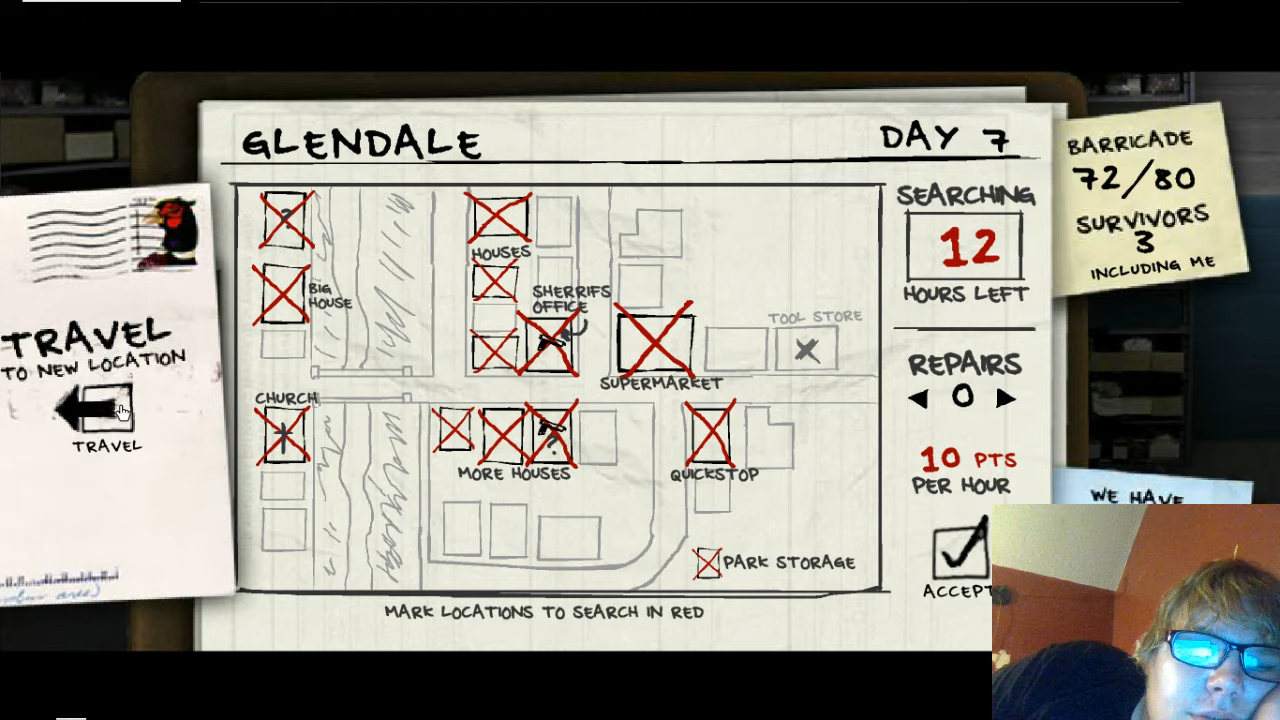 GLENDALE
DAY 7
BARRICADE
72/80
SURVIVORS
3
INCLUDING ME
SEARCHING
12
HOURS LEFT
?
HOUSES
BIG
HOUSE
SHERRIFS
OFFICE
TOOL STORE
SUPERMARKET
TRAVEL
TO NEW LOCATION
TRAVEL
REPAIRS
0
CHURCH
?
MORE HOUSES
QUICKSTOP
10 PTS
PER HOUR
WE HAVE
PARK STORAGE
ACCEPT
MARK LOCATIONS TO SEARCH IN RED